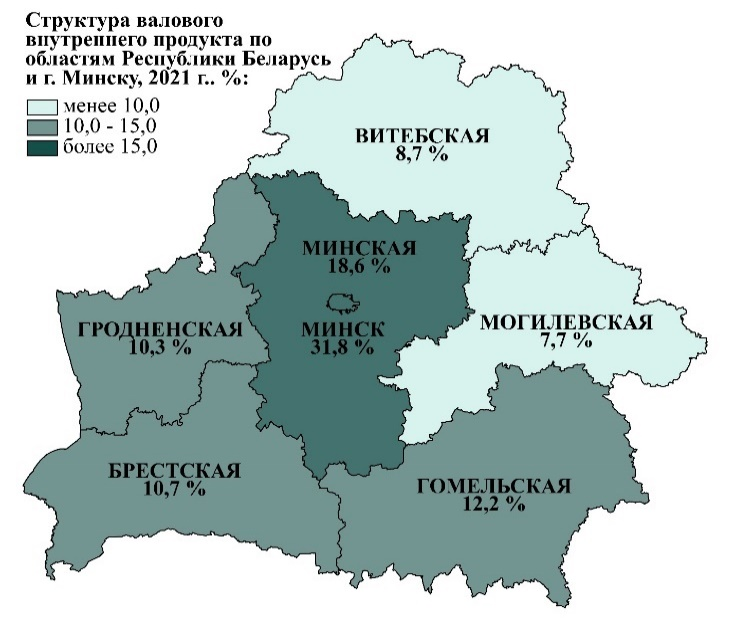 Структура валового
внутреннего продукта по
областям Республики Беларусь
и г. Минску, 2021 г.. %:
менее 10,0
10,0 - 15,0
более 15,0
ВИТЕБСКАЯ
8,7 %
МИНСКАЯ
18,6 %
МИНСК
31,8 %
ГРОДНЕНСКАЯ
10,3 %
МОГИЛЕВСКАЯ
7,7 %
БРЕСТСКАЯ
10,7 %
ГОМЕЛЬСКАЯ
12,2 %